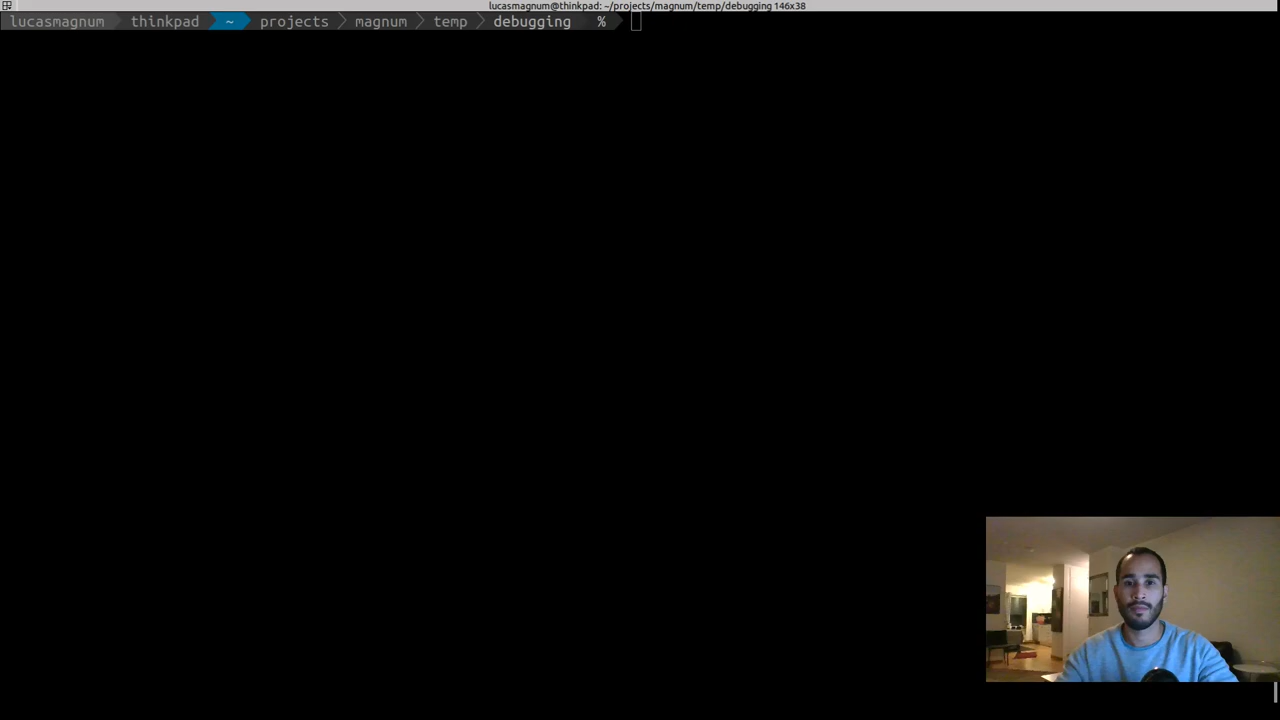 lucasmagnum@thinkpad: ~/projects/magnum/temp/debugging 146x38
lucasmagnum thinkpad ~ projects magnum temp debugging %